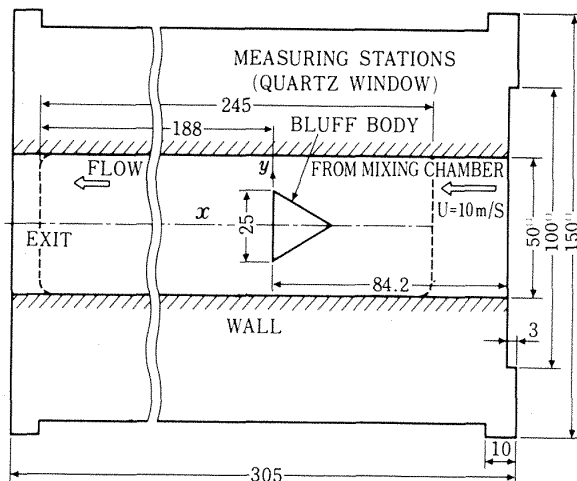 MEASURING STATIONS
(QUARTZ WINDOW)
245
188
BLUFF BODY
FLOW
y
FROM MIXING CHAMBER
U=10m/S
x
25
EXIT
50□
100□
150□
84.2
WALL
3
10
305